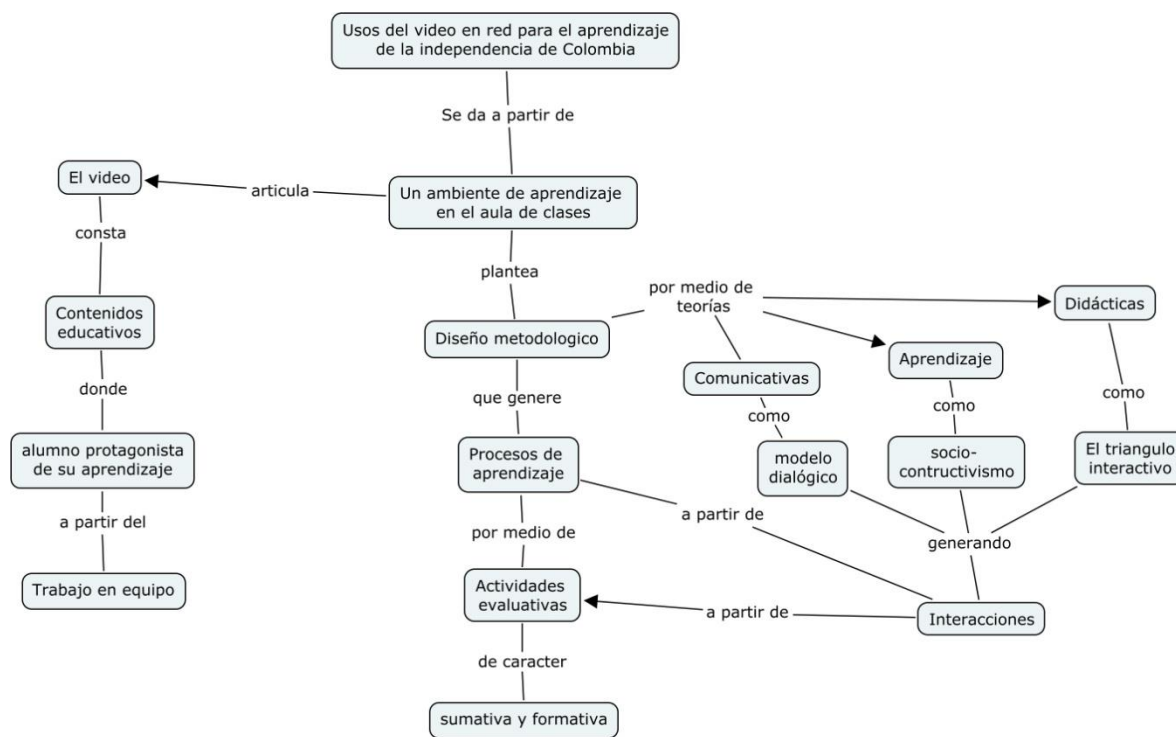 Usos del video en red para el aprendizaje
de la independencia de Colombia
Se da a partir de
El video
articula
Un ambiente de aprendizaje
en el aula de clases
consta
plantea
por medio de
teorías
Didácticas
Contenidos
educativos
Diseño metodologico
Aprendizaje
Comunicativas
donde
que genere
como
como
como
alumno protagonista
de su aprendizaje
Procesos de
aprendizaje
modelo
dialógico
socio-
contructivismo
El triangulo
interactivo
a partir del
a partir de
generando
por medio de
Trabajo en equipo
Actividades
evaluativas
a partir de
Interacciones
de caracter
sumativa y formativa